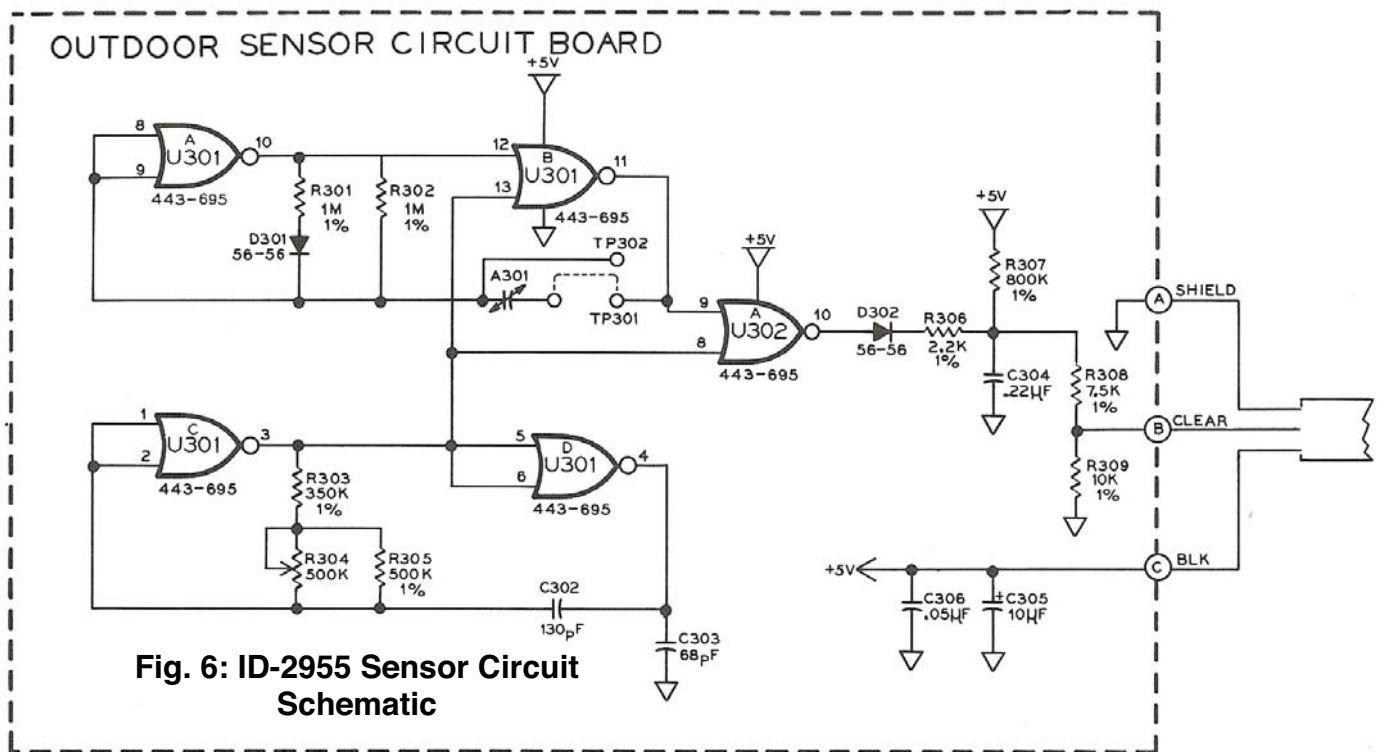 OUTDOOR SENSOR CIRCUIT BOARD
+5V
8
9
A
U301
10
443-695
12
13
B
U301
11
443-695
R301
1M
1%
R302
1M
1%
D301
56-56
A301
TP302
TP301
+5V
9
8
A
U302
10
443-695
D302
56-56
R306
2.2K
1%
+5V
R307
800K
1%
C304
.22µF
R308
7.5K
1%
R309
10K
1%
A
SHIELD
B
CLEAR
C
BLK
1
2
C
U301
3
443-695
5
6
D
U301
4
443-695
R303
350K
1%
R304
500K
R305
500K
1%
C302
130pF
C303
68pF
+5V
C306
.05µF
+
C305
10µF
Fig. 6: ID-2955 Sensor Circuit
Schematic